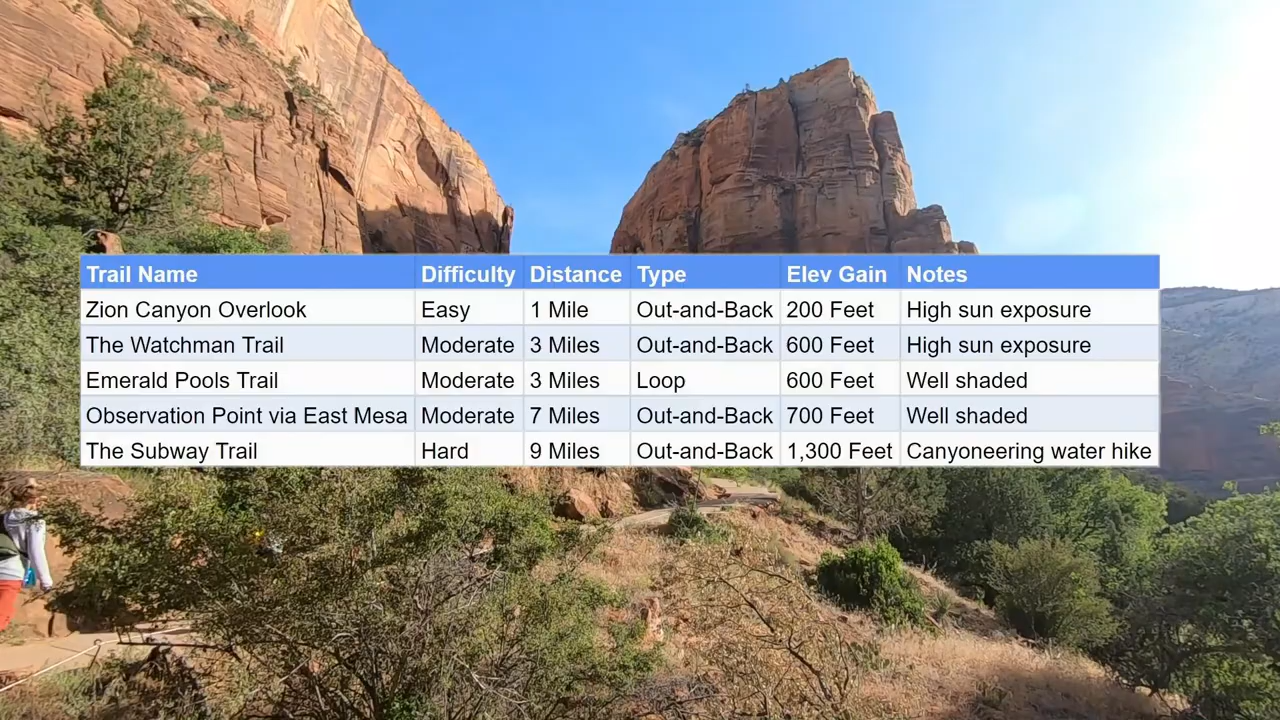 Trail Name Difficulty Distance Type Elev Gain Notes
Zion Canyon Overlook Easy 1 Mile Out-and-Back 200 Feet High sun exposure
The Watchman Trail Moderate 3 Miles Out-and-Back 600 Feet High sun exposure
Emerald Pools Trail Moderate 3 Miles Loop 600 Feet Well shaded
Observation Point via East Mesa Moderate 7 Miles Out-and-Back 700 Feet Well shaded
The Subway Trail Hard 9 Miles Out-and-Back 1,300 Feet Canyoneering water hike